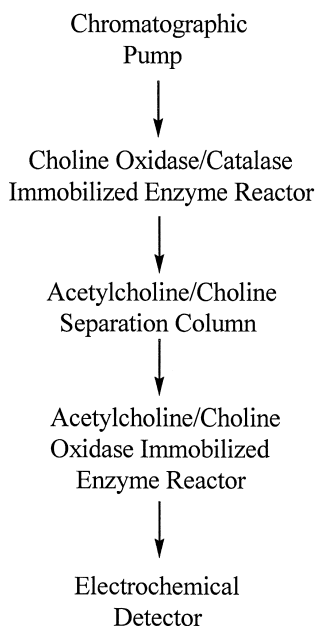 Chromatographic
Pump
Choline Oxidase/Catalase
Immobilized Enzyme Reactor
Acetylcholine/Choline
Separation Column
Acetylcholine/Choline
Oxidase Immobilized
Enzyme Reactor
Electrochemical
Detector